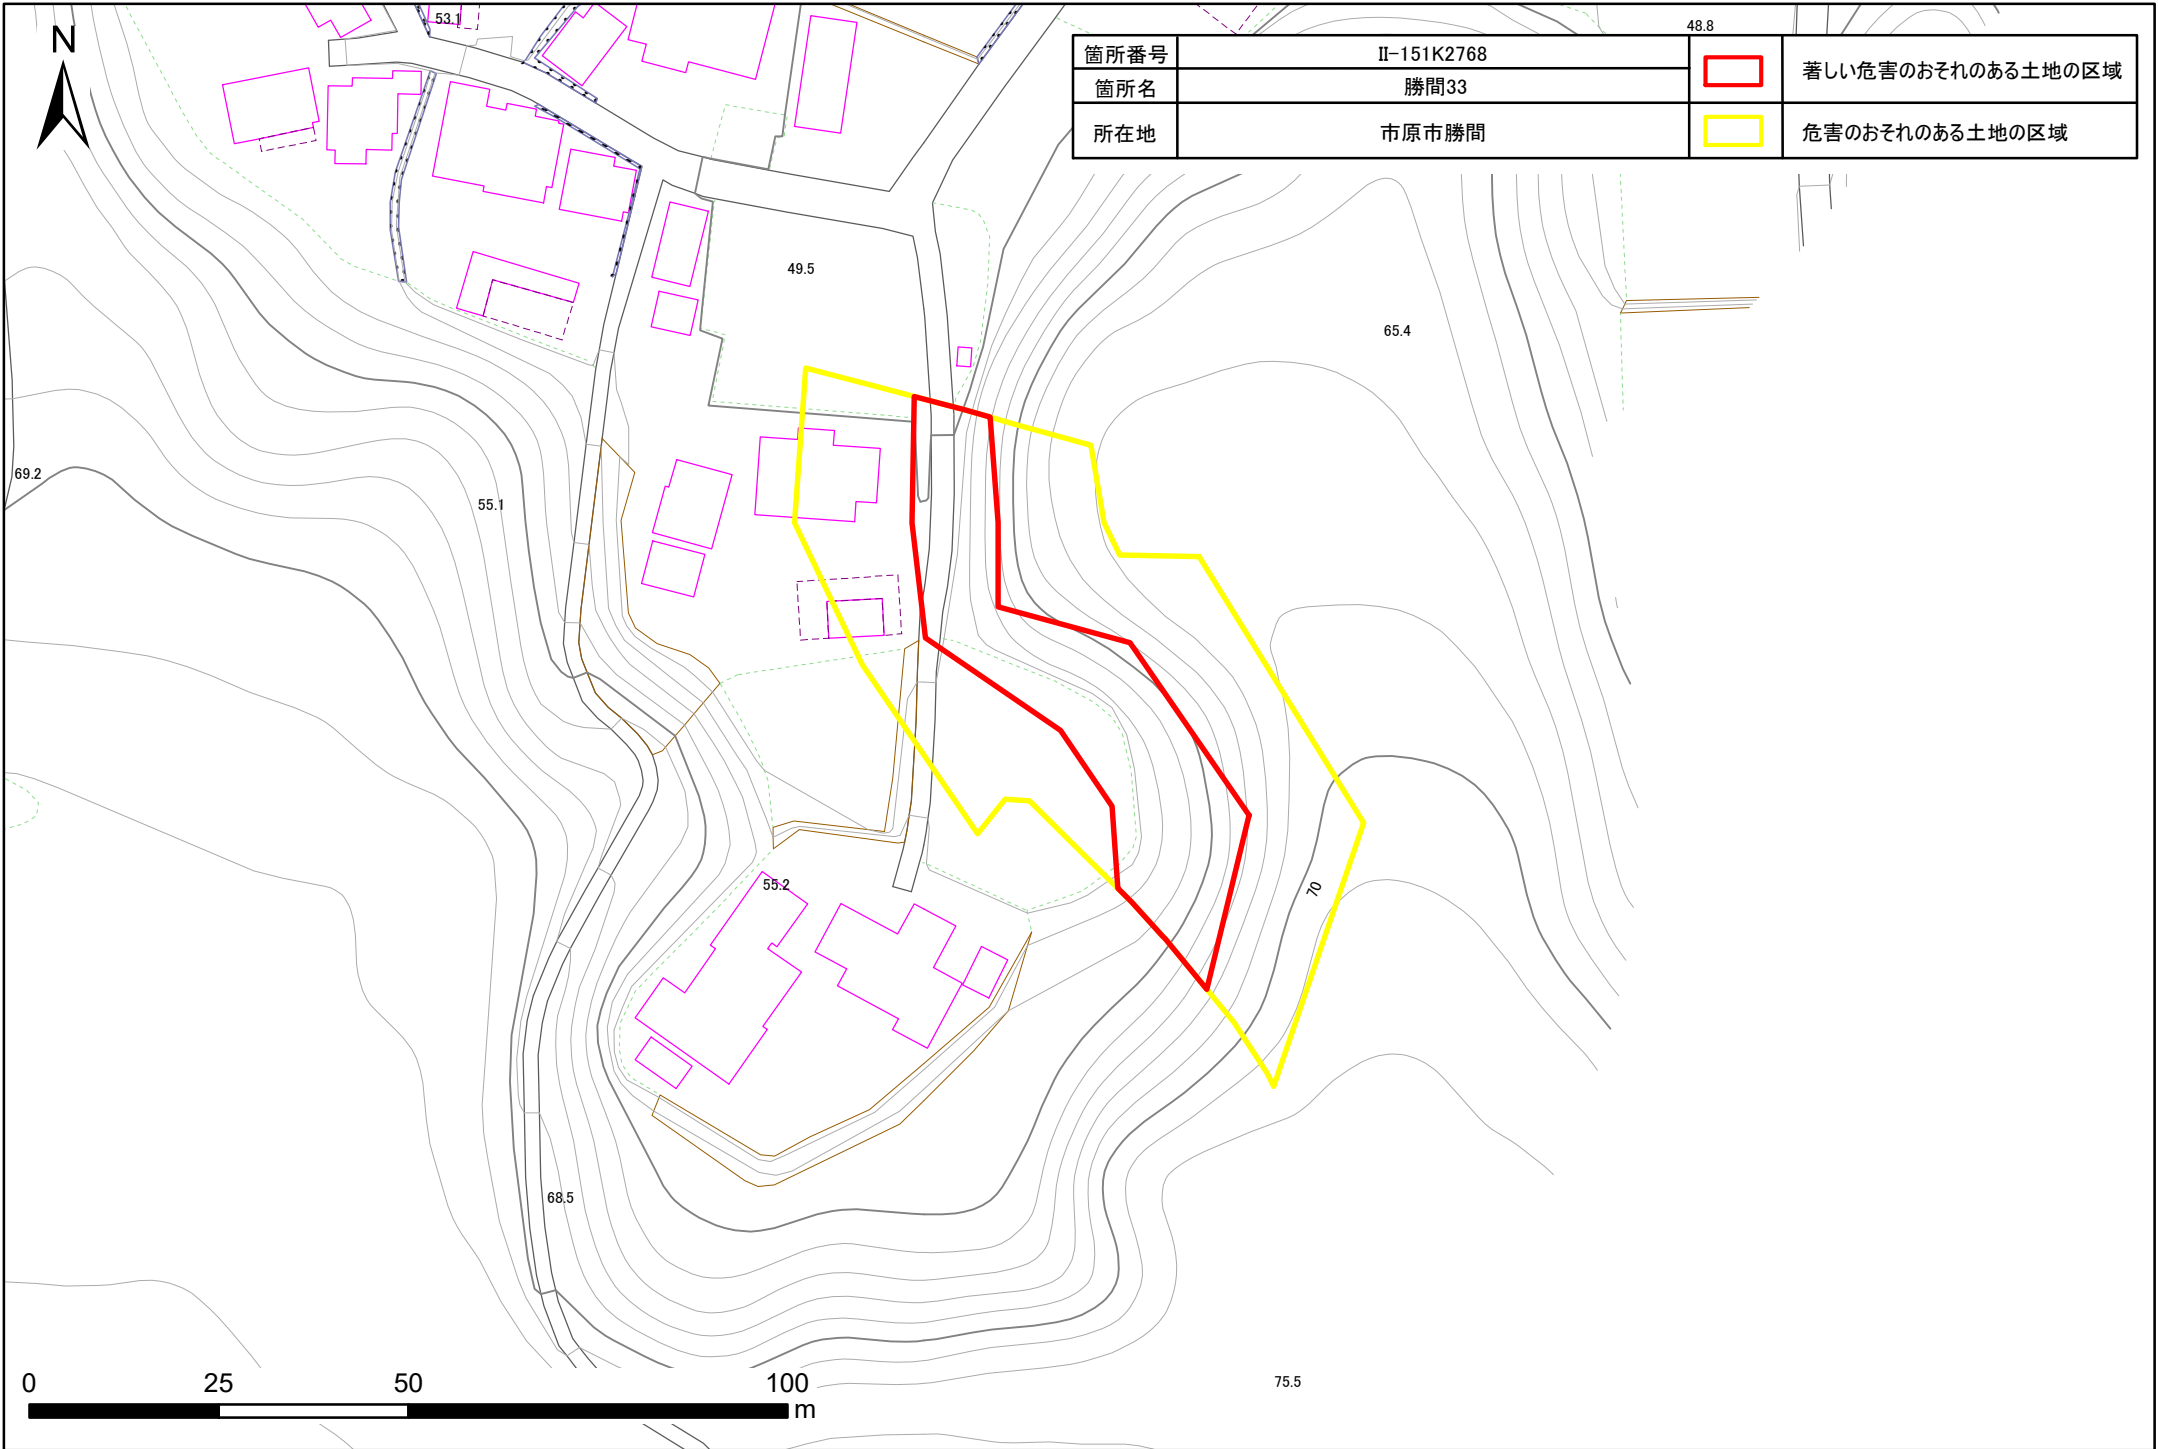 N
53.1
48.8
箇所番号 II-151K2768
箇所名 勝間33
所在地 市原市勝間
著しい危害のおそれのある土地の区域
危害のおそれのある土地の区域
49.5
65.4
69.2
55.1
55.2
70
68.5
75.5
0 25 50 100
m